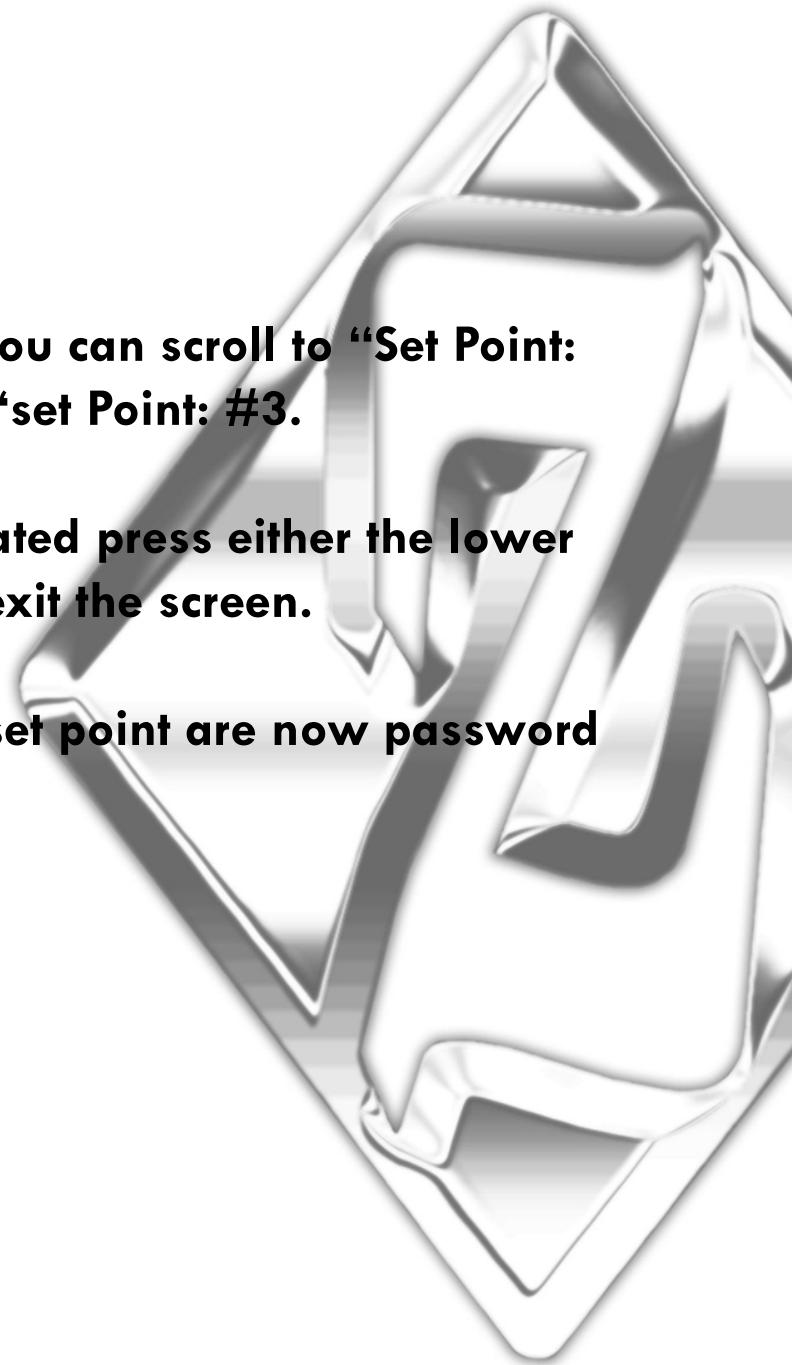 ou can scroll to “Set Point:
“set Point: #3.
ated press either the lower
exit the screen.
set point are now password